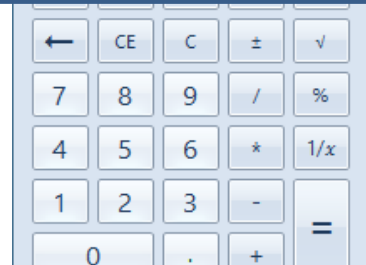 ← CE C ± √
7 8 9 / %
4 5 6 * 1/x
1 2 3 - =
0 . +